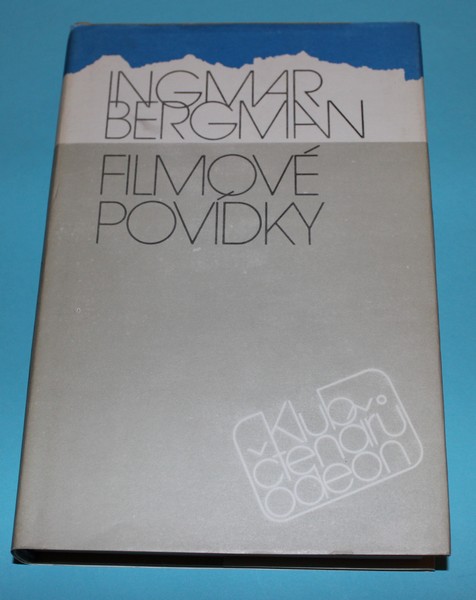 INGMAR
BERGMAN
FILMOVÉ
POVÍDKY
Klub
čtenářů
odeon